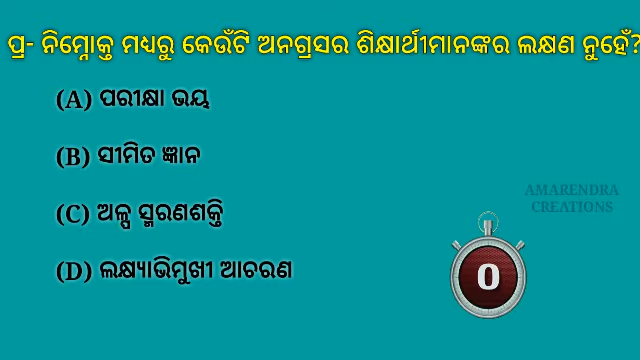 ପ୍ର- ନିମ୍ନୋକ୍ତ ମଧ୍ୟରୁ କେଉଁଟି ଅନଗ୍ରସର ଶିକ୍ଷାର୍ଥୀମାନଙ୍କର ଲକ୍ଷଣ ନୁହେଁ?
(A) ପରୀକ୍ଷା ଭୟ
(B) ସୀମିତ ଜ୍ଞାନ
(C) ଅଳ୍ପ ସ୍ମରଣଶକ୍ତି
(D) ଲକ୍ଷ୍ୟାଭିମୁଖୀ ଆଚରଣ
AMARENDRA
CREATIONS
0